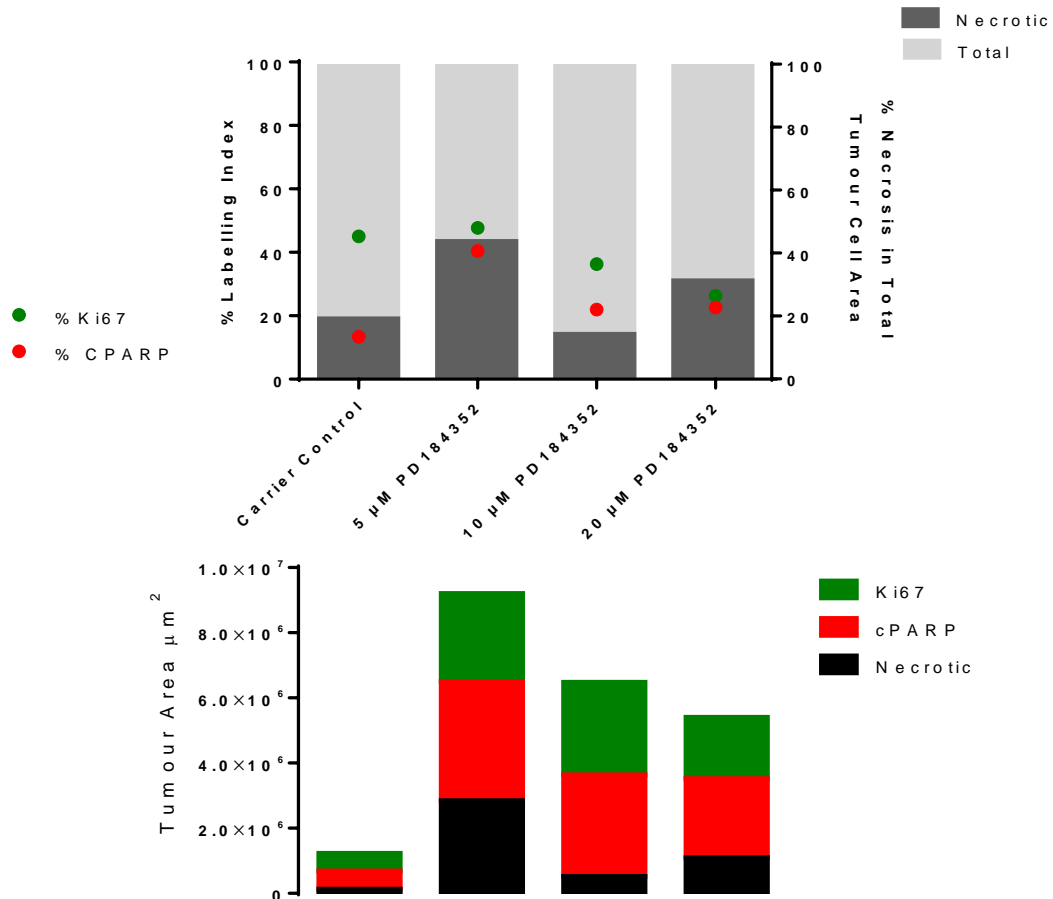 Necrotic
Total
100
80
60
40
20
0
% Labelling Index
100
80
60
40
20
0
% Necrosis in Total
Tumour Cell Area
% Ki67
% CPARP
Carrier Control
5 µM PD184352
10 µM PD184352
20 µM PD184352
1.0×10⁷
8.0×10⁶
6.0×10⁶
4.0×10⁶
2.0×10⁶
0
Tumour Area µm²
Ki67
cPARP
Necrotic